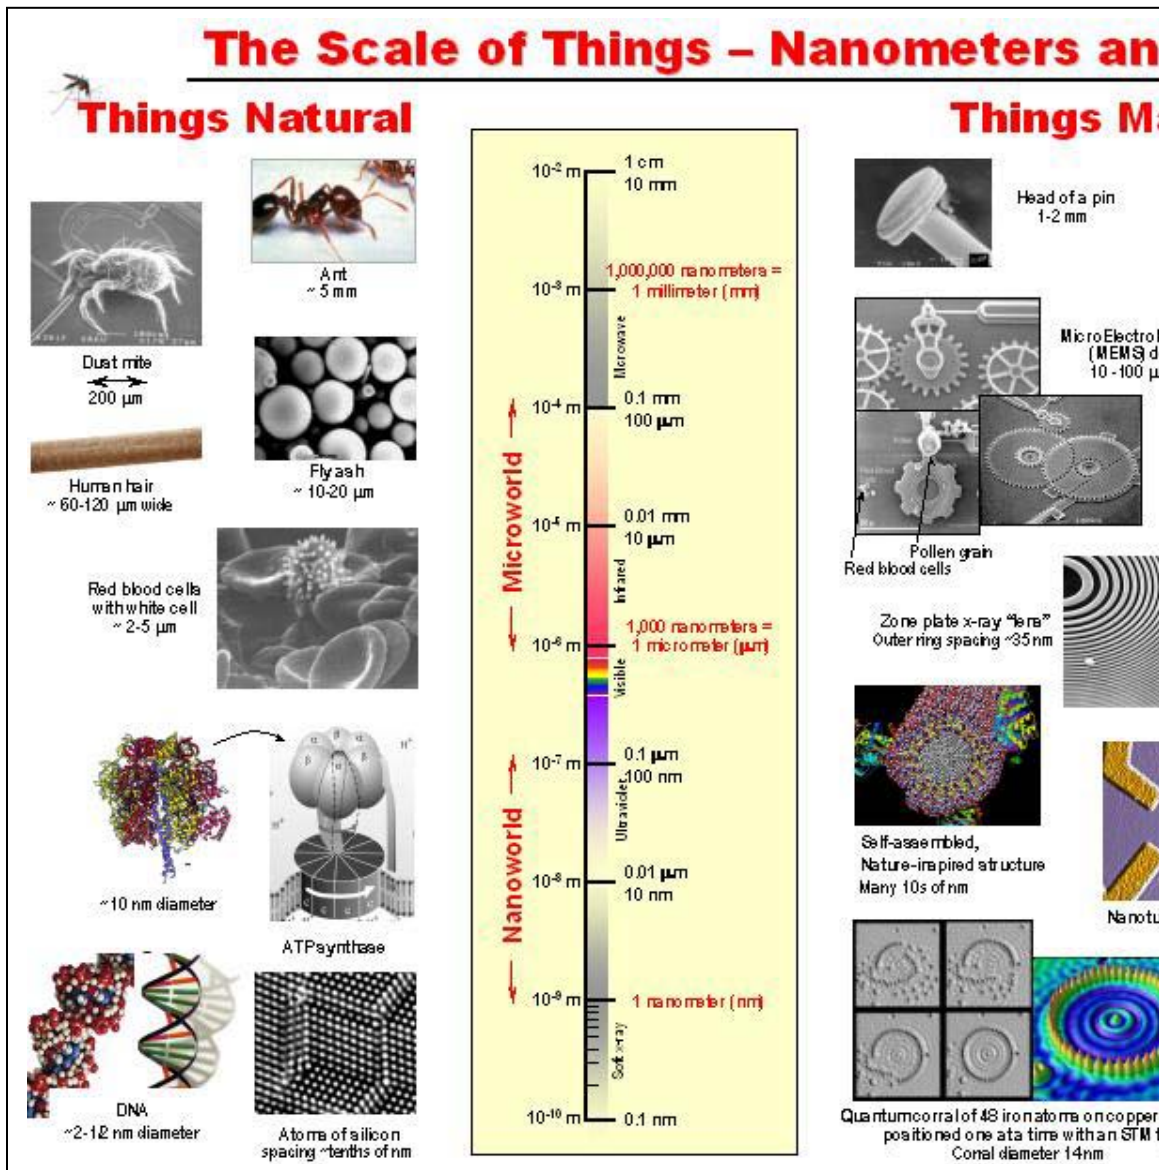 The Scale of Things – Nanometers an
Things Natural
Things Ma
Ant
~ 5 mm
Dust mite
200 µm
Human hair
~ 60-120 µm wide
Fly ash
~ 10-20 µm
Red blood cells
with white cell
~ 2-5 µm
~10 nm diameter
ATP synthase
DNA
~2-1/2 nm diameter
Atoms of silicon
spacing ~tenths of nm
Microworld
Nanoworld
10-2 m
1 cm
10 mm
1,000,000 nanometers =
10-3 m
1 millimeter (mm)
Microwave
10-4 m
0.1 mm
100 µm
10-5 m
0.01 mm
10 µm
Infrared
1,000 nanometers =
10-6 m
1 micrometer (µm)
Visible
10-7 m
0.1 µm
100 nm
Ultraviolet
10-8 m
0.01 µm
10 nm
10-9 m
1 nanometer (nm)
Soft x-ray
10-10 m
0.1 nm
Head of a pin
1-2 mm
MicroElectro
(MEMS) d
10 -100 µ
Pollen grain
Red blood cells
Zone plate x-ray "lens"
Outer ring spacing ~35 nm
Self-assembled,
Nature-inspired structure
Many 10s of nm
Nanotu
Quantum corral of 48 iron atoms on copper
positioned one at a time with an STM t
Corral diameter 14 nm